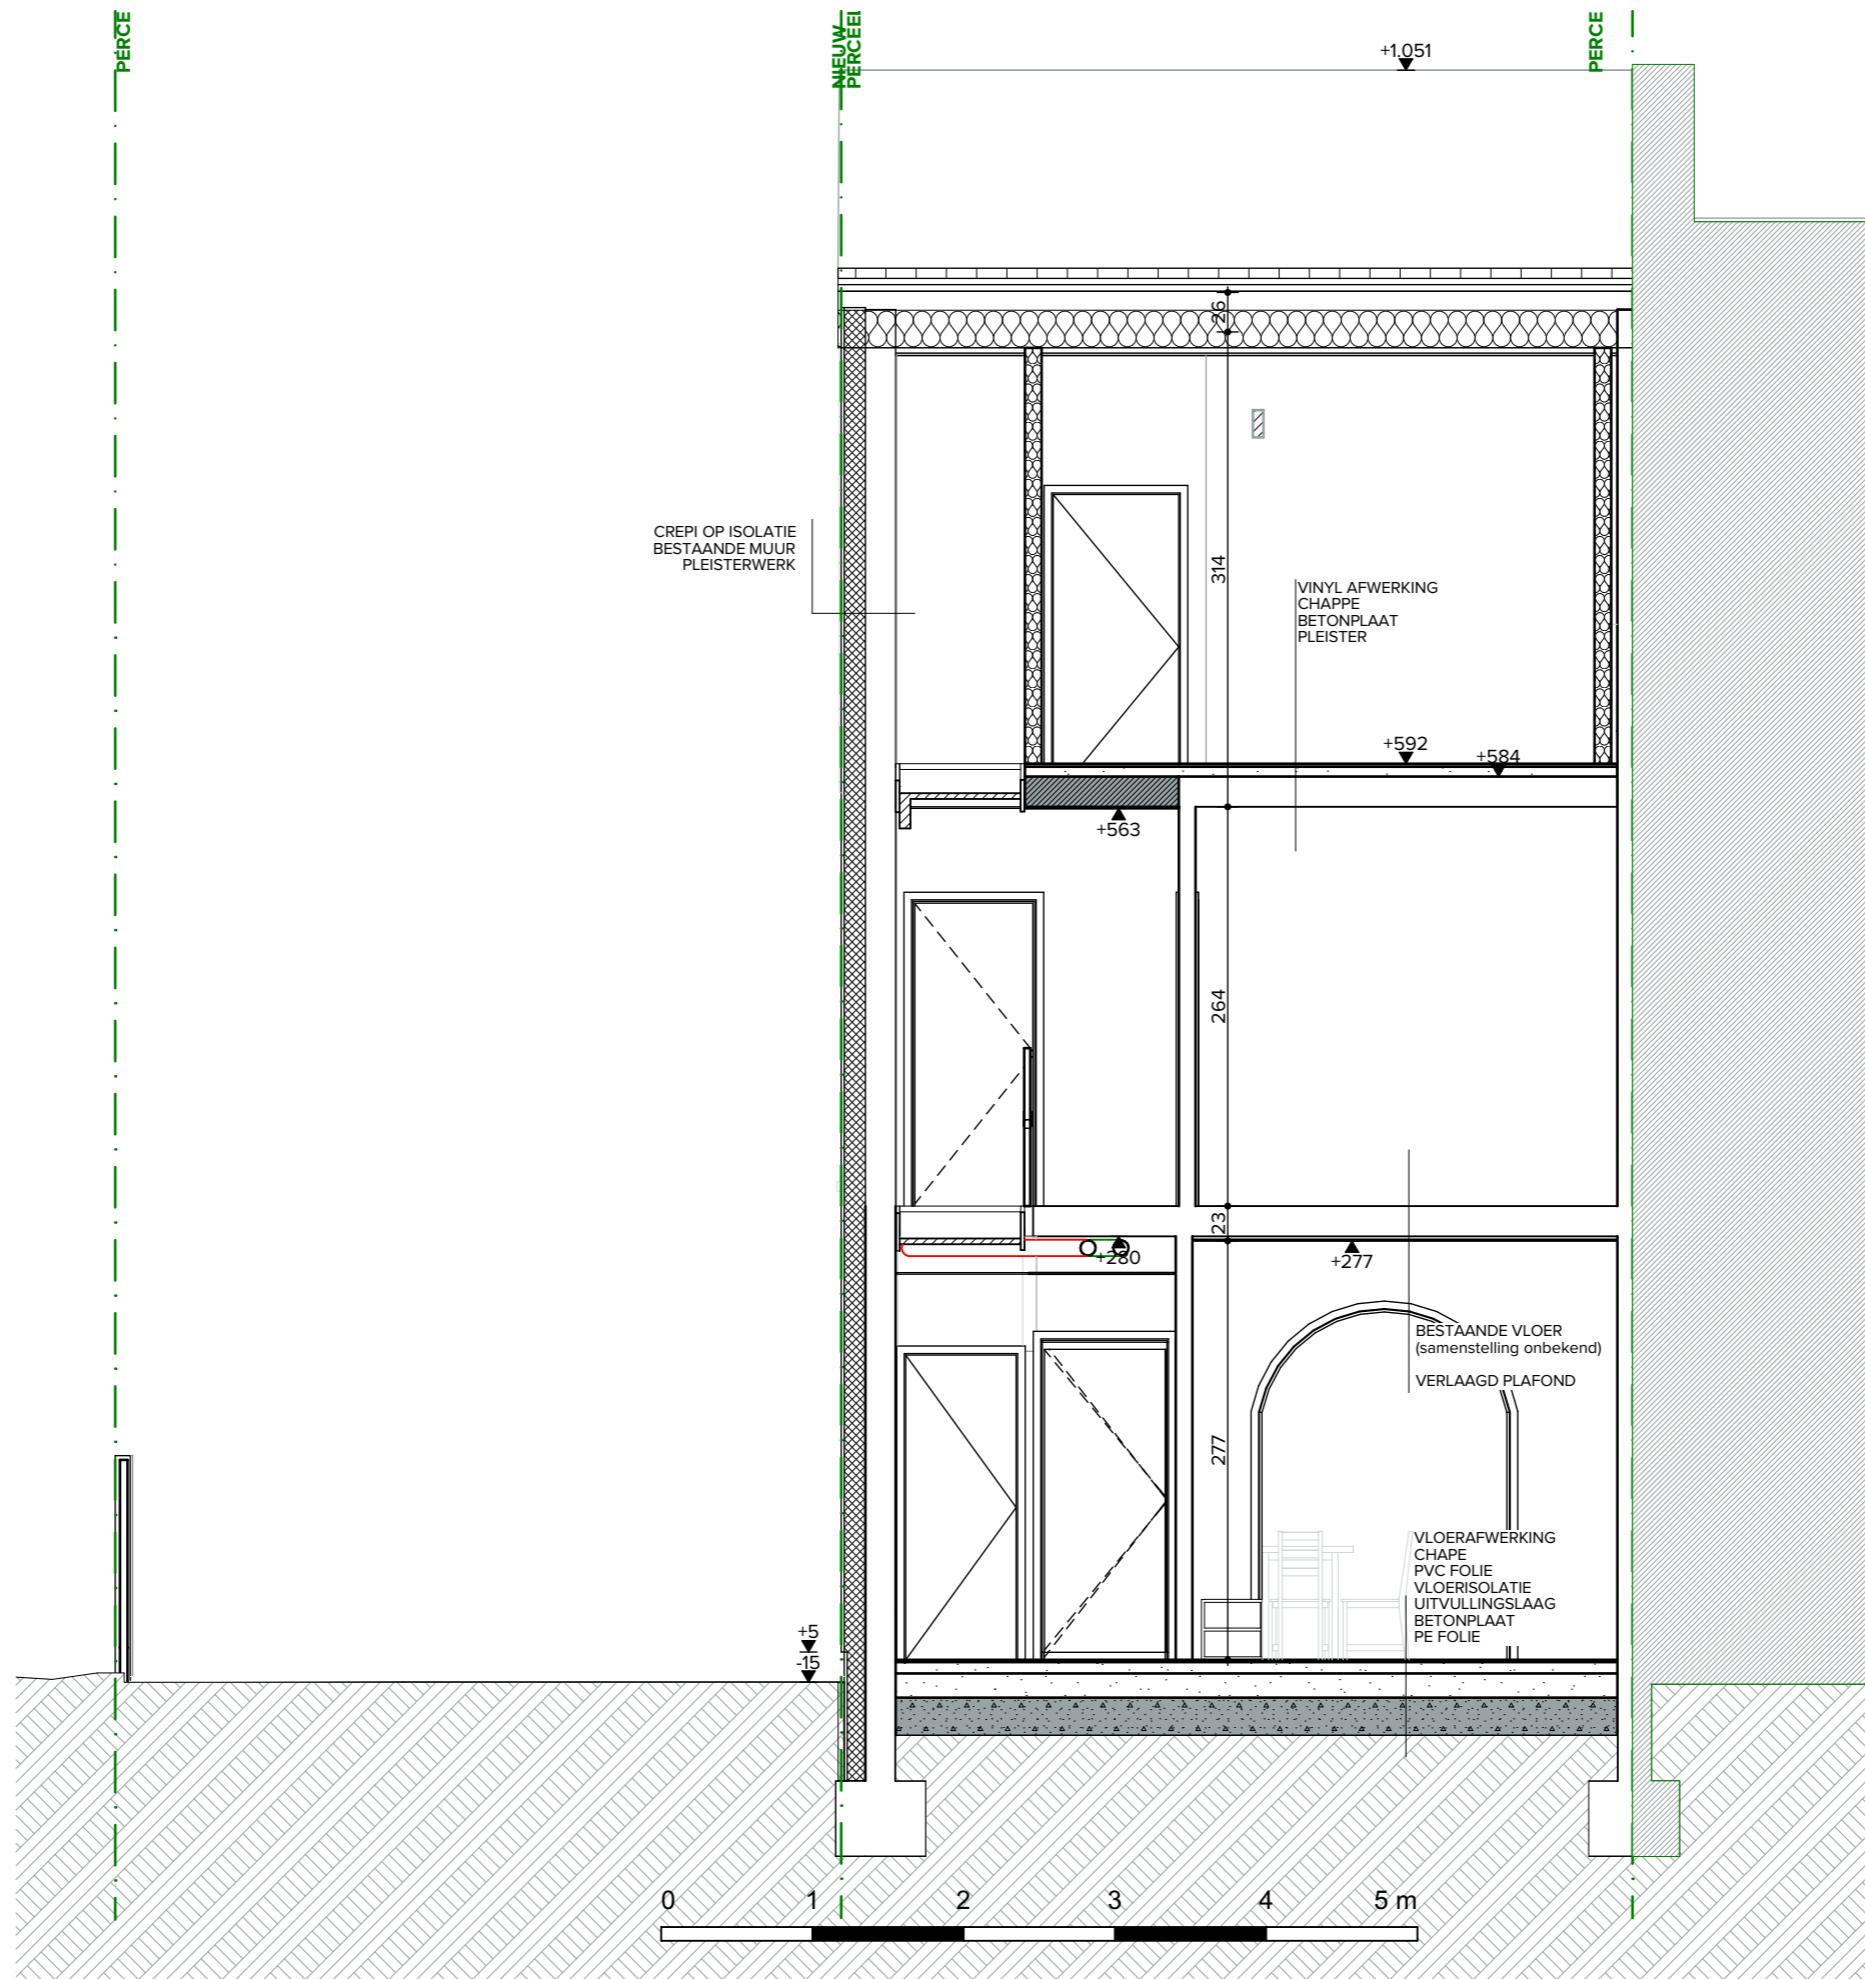 PERCE
NIEUW
PERCEEL
PERCE
+1.051
26
CREPI OP ISOLATIE
BESTAANDE MUUR
PLEISTERWERK
314
VINYL AFWERKING
CHAPPE
BETONPLAAT
PLEISTER
+592
+584
+563
264
23
+280
+277
BESTAANDE VLOER
(samenstelling onbekend)
VERLAAGD PLAFOND
277
VLOERAFWERKING
CHAPE
PVC FOLIE
VLOERISOLATIE
UITVULLINGSLAAG
BETONPLAAT
PE FOLIE
+5
-15
0 1 2 3 4 5 m